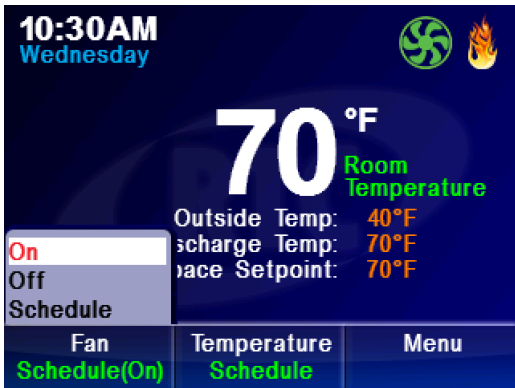 10:30AM
Wednesday
70 °F
Room
Temperature
Outside Temp: 40°F
scharge Temp: 70°F
pace Setpoint: 70°F
On
Off
Schedule
Fan
Schedule(On)
Temperature
Schedule
Menu